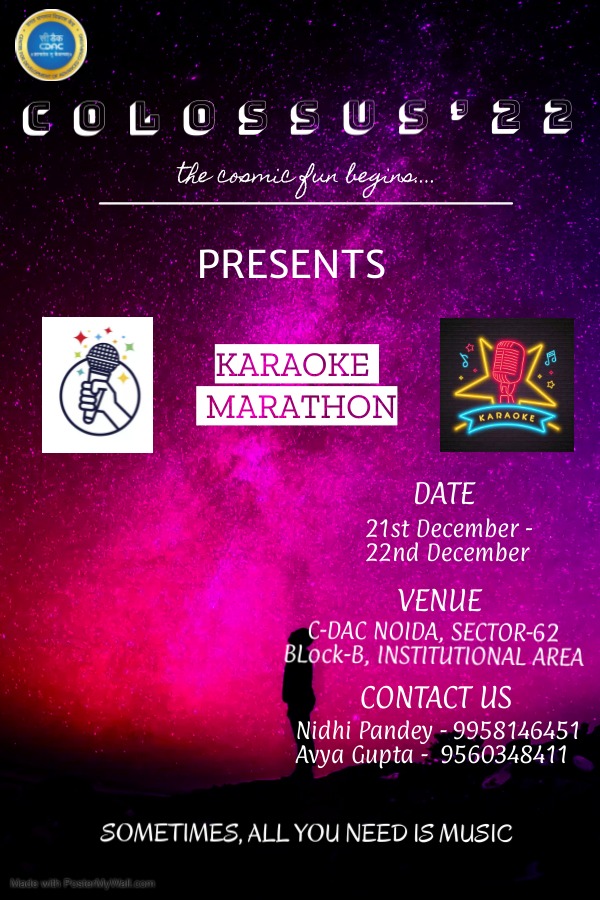 सी डैक
CDAC
COLOSSUS'22
the cosmic fun begins....
PRESENTS
KARAOKE
MARATHON
KARAOKE
DATE
21st December -
22nd December
VENUE
C-DAC NOIDA, SECTOR-62
BLock-B, INSTITUTIONAL AREA
CONTACT US
Nidhi Pandey - 9958146451
Avya Gupta - 9560348411
SOMETIMES, ALL YOU NEED IS MUSIC
Made with PosterMyWall.com